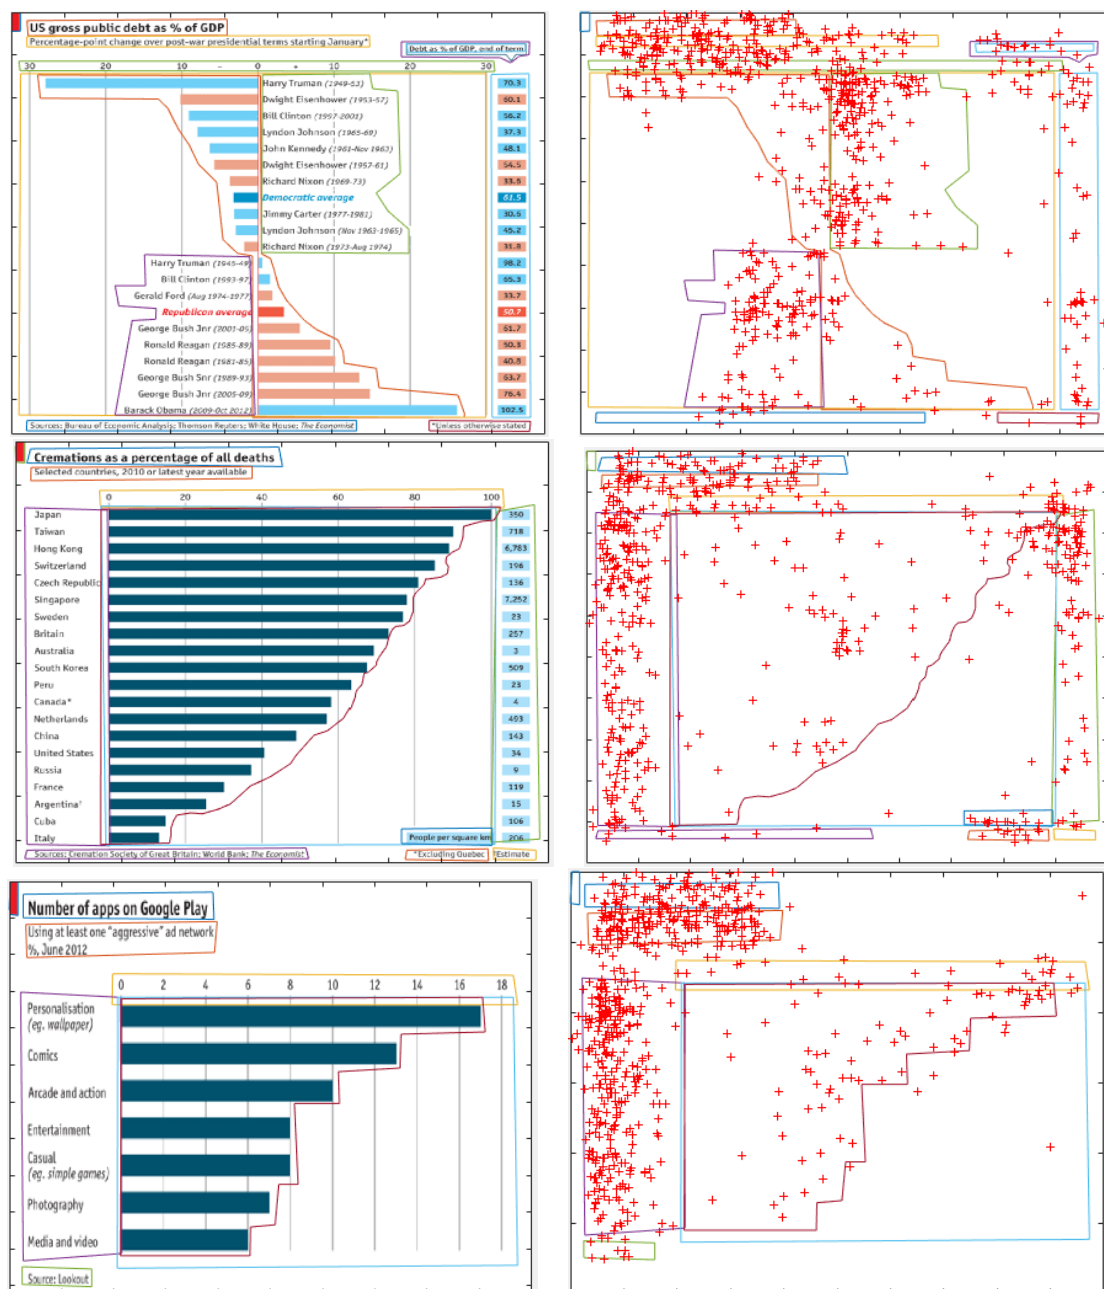 US gross public debt as % of GDP
Percentage-point change over post-war presidential terms starting January*
Debt as % of GDP, end of term
30 20 10 0 10 20 30
Harry Truman (1949-53) 70.3
Dwight Eisenhower (1953-57) 60.1
Bill Clinton (1997-2001) 56.2
Lyndon Johnson (1965-69) 37.3
John Kennedy (1961-Nov 1963) 48.1
Dwight Eisenhower (1957-61) 54.5
Richard Nixon (1969-73) 33.5
Democratic average 61.5
Jimmy Carter (1977-1981) 30.6
Lyndon Johnson (Nov 1963-1965) 45.2
Richard Nixon (1973-Aug 1974) 31.8
Harry Truman (1945-49) 98.2
Bill Clinton (1993-97) 65.3
Gerald Ford (Aug 1974-1977) 33.7
Republican average 50.7
George Bush Jnr (2001-05) 61.7
Ronald Reagan (1985-89) 50.3
Ronald Reagan (1981-85) 40.8
George Bush Snr (1989-93) 63.7
George Bush Jnr (2005-09) 76.4
Barack Obama (2009-Oct 2012) 102.5
Sources: Bureau of Economic Analysis; Thomson Reuters; White House; The Economist
*Unless otherwise stated
Cremations as a percentage of all deaths
Selected countries, 2010 or latest year available
0 20 40 60 80 100
Japan 350
Taiwan 718
Hong Kong 6,783
Switzerland 196
Czech Republic 136
Singapore 7,252
Sweden 23
Britain 257
Australia 3
South Korea 509
Peru 23
Canada* 4
Netherlands 493
China 143
United States 34
Russia 9
France 119
Argentina† 15
Cuba 106
Italy People per square km 206
Sources: Cremation Society of Great Britain; World Bank; The Economist
*Excluding Quebec †Estimate
Number of apps on Google Play
Using at least one "aggressive" ad network
%, June 2012
0 2 4 6 8 10 12 14 16 18
Personalisation
(eg. wallpaper)
Comics
Arcade and action
Entertainment
Casual
(eg. simple games)
Photography
Media and video
Source: Lookout